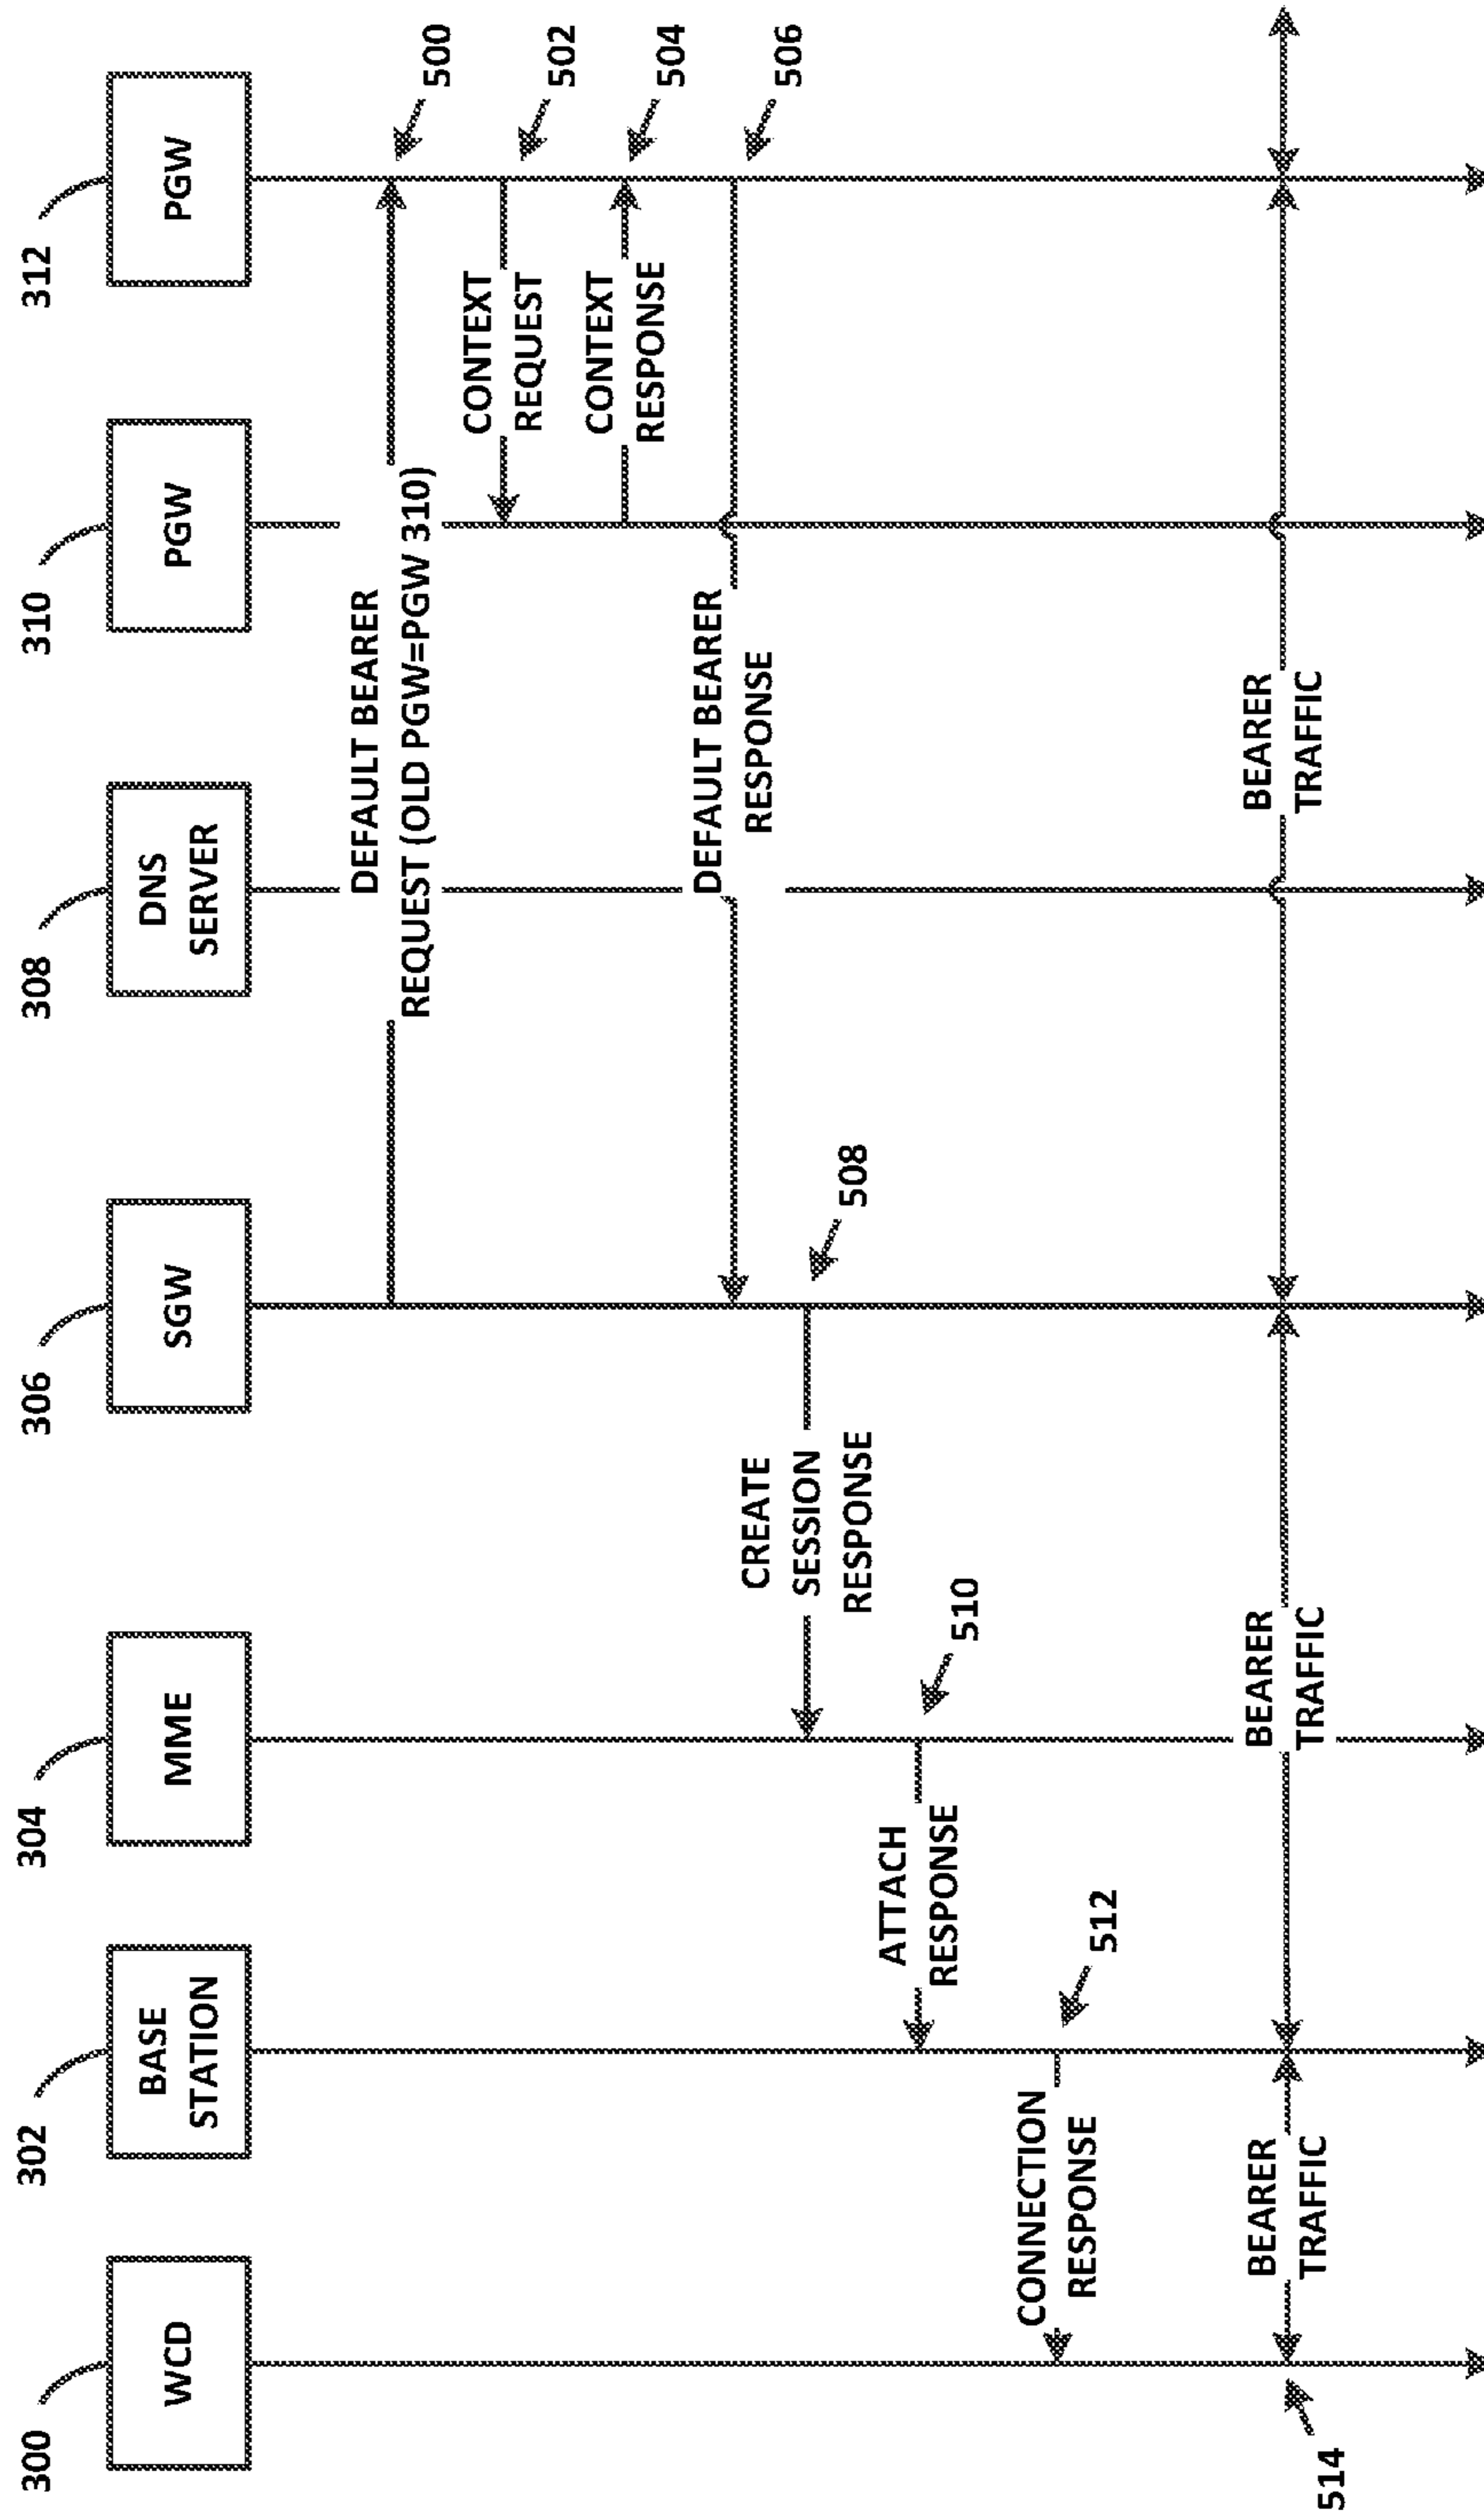 300
302
304
306
308
310
312
WCD
BASE
STATION
MME
SGW
DNS
SERVER
PGW
PGW
DEFAULT BEARER
REQUEST (OLD PGW=PGW 310)
500
CONTEXT
REQUEST
502
CONTEXT
RESPONSE
504
DEFAULT BEARER
RESPONSE
506
CREATE
SESSION
RESPONSE
508
ATTACH
RESPONSE
510
CONNECTION
RESPONSE
512
BEARER
TRAFFIC
BEARER
TRAFFIC
BEARER
TRAFFIC
514